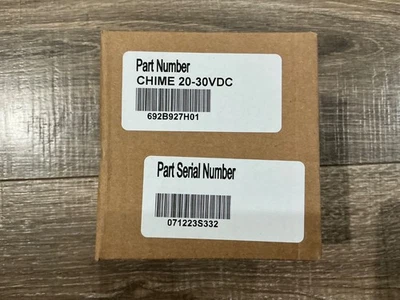 Part Number
CHIME 20-30VDC
692B927H01
Part Serial Number
071223S332